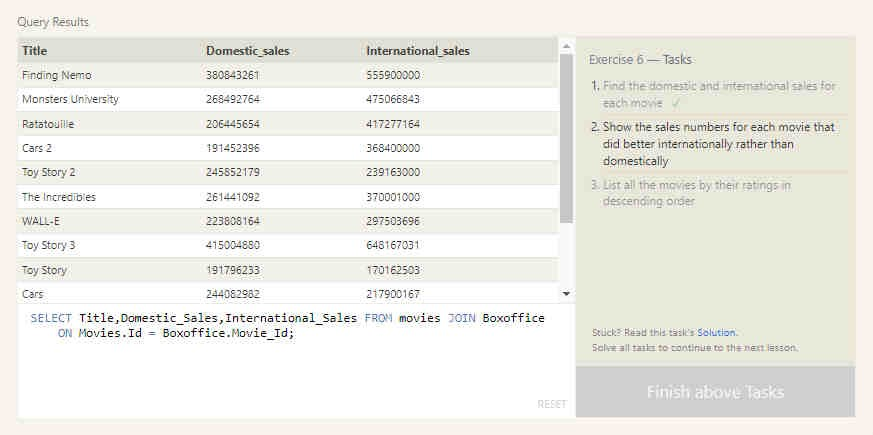 Query Results
Title Domestic_sales International_sales
Finding Nemo 380843261 555900000
Monsters University 268492764 475066843
Ratatouille 206445654 417277164
Cars 2 191452396 368400000
Toy Story 2 245852179 239163000
The Incredibles 261441092 370001000
WALL-E 223808164 297503696
Toy Story 3 415004880 648167031
Toy Story 191796233 170162503
Cars 244082982 217900167
SELECT Title,Domestic_Sales,International_Sales FROM movies JOIN Boxoffice
ON Movies.Id = Boxoffice.Movie_Id;
RESET
Exercise 6 — Tasks
1. Find the domestic and international sales for
each movie ✓
2. Show the sales numbers for each movie that
did better internationally rather than
domestically
3. List all the movies by their ratings in
descending order
Stuck? Read this task's Solution.
Solve all tasks to continue to the next lesson.
Finish above Tasks